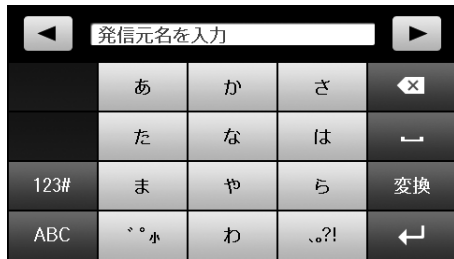 発信元名を入力
あ か さ
た な は
123# ま や ら 変換
ABC ゛゜小 わ 、。?!